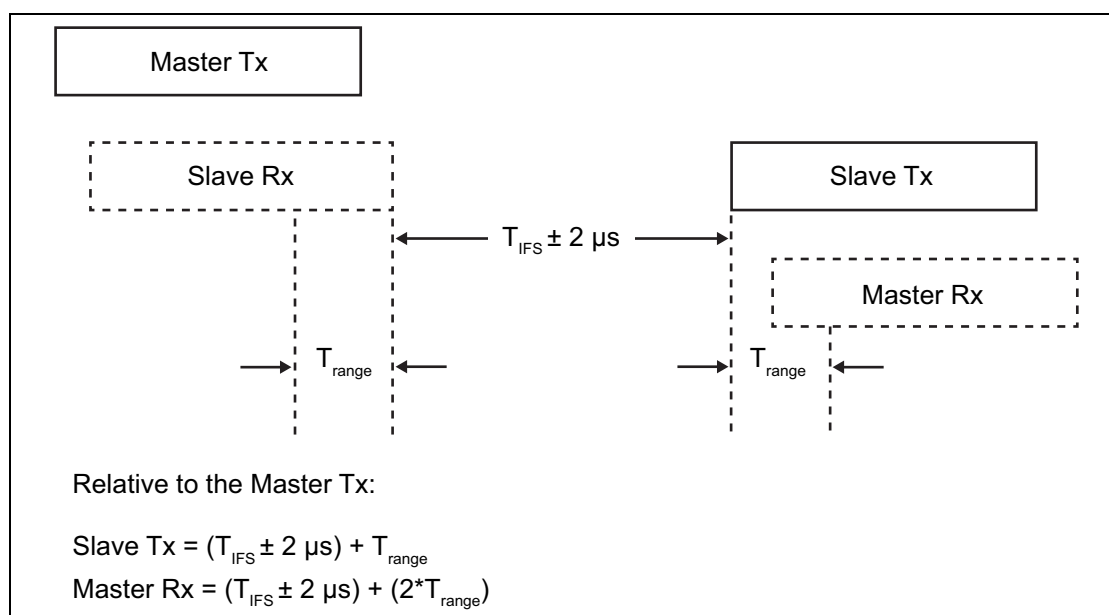 Master Tx
Slave Rx
Slave Tx
T_IFS ± 2 µs
Master Rx
T_range
T_range
Relative to the Master Tx:
Slave Tx = (T_IFS ± 2 µs) + T_range
Master Rx = (T_IFS ± 2 µs) + (2*T_range)